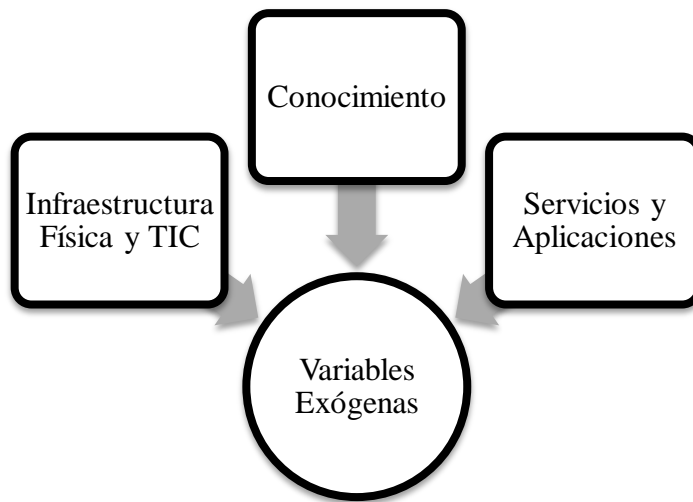 Conocimiento
Infraestructura
Física y TIC
Servicios y
Aplicaciones
Variables
Exógenas